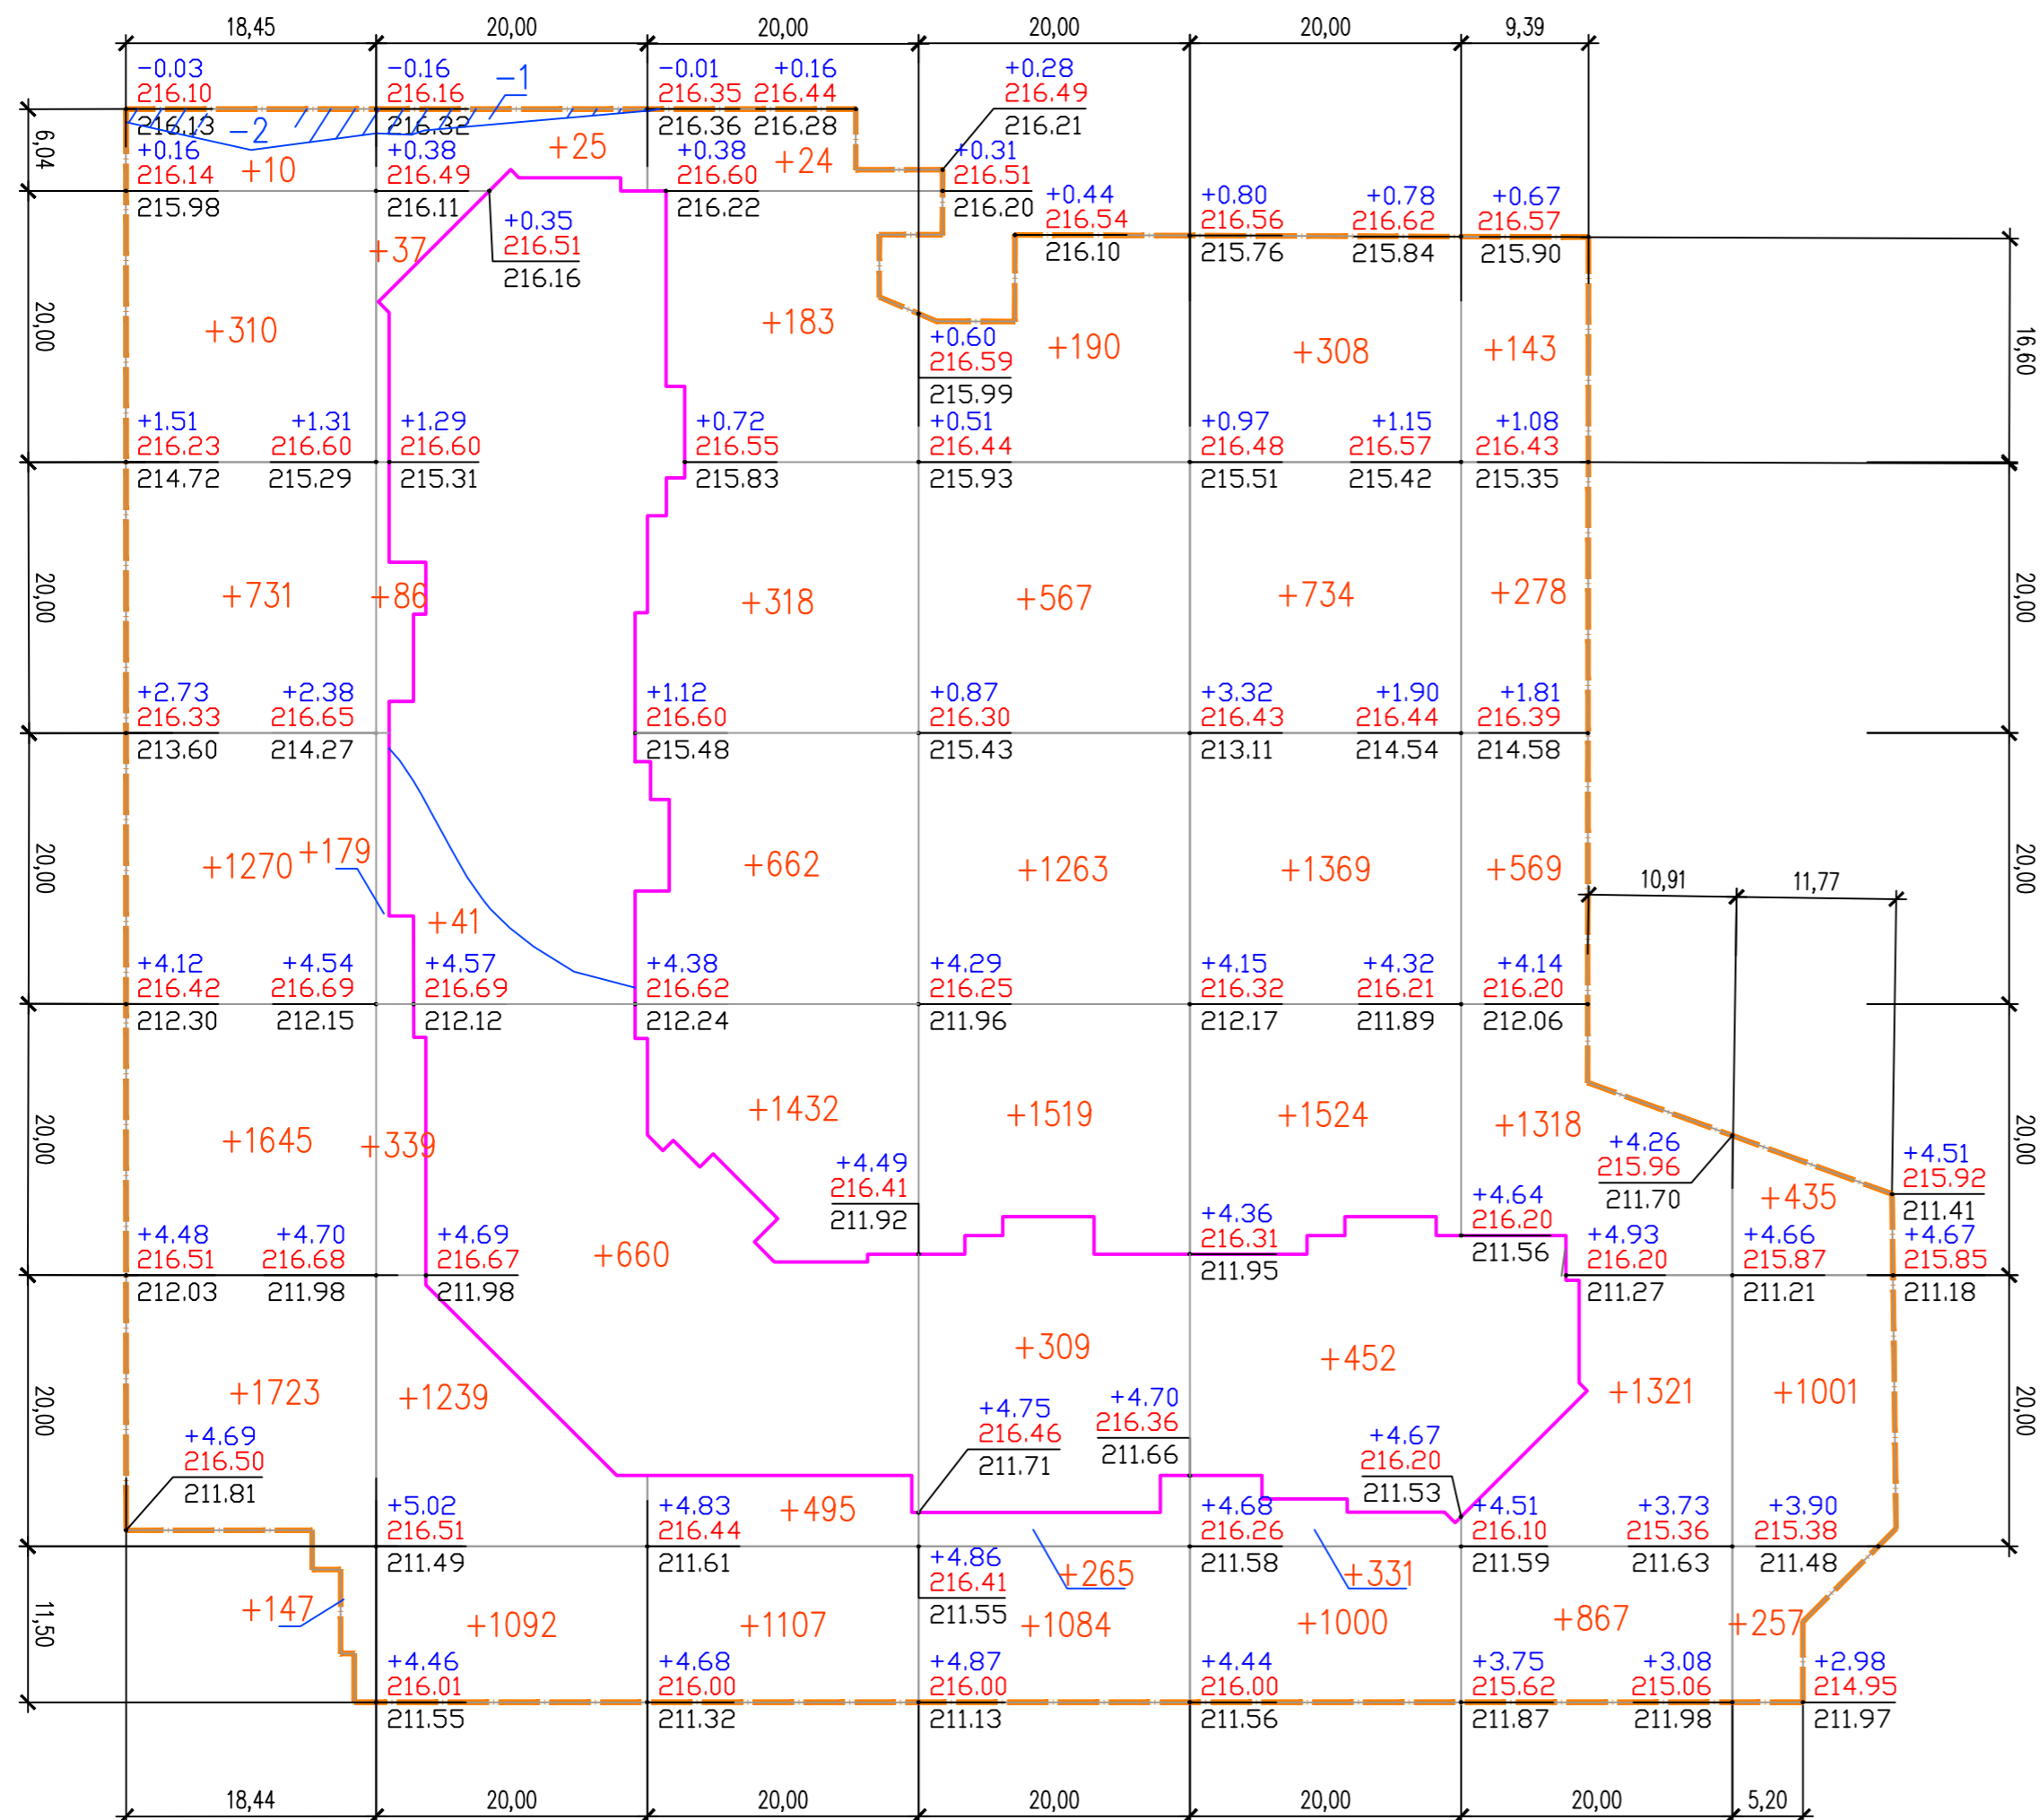 18,45 20,00 20,00 20,00 20,00 9,39
-0.03 -0.16 -1 -0.01 +0.16 +0.28
216.10 216.16 216.35 216.44 216.49
216.13 -2 216.32 216.36 216.28 216.21
6,04
+0.16 +10 +0.38 +25 +0.38 +24 +0.31
216.14 216.49 216.60 216.51
215.98 216.11 216.22 216.20
+0.44 +0.80 +0.78 +0.67
216.54 216.56 216.62 216.57
216.10 215.76 215.84 215.90
+37 +0.35
216.51
216.16
20,00 +310 +183 +190 +308 +143 16,60
+0.60
216.59
215.99
+1.51 +1.31 +1.29 +0.72 +0.51 +0.97 +1.15 +1.08
216.23 216.60 216.60 216.55 216.44 216.48 216.57 216.43
214.72 215.29 215.31 215.83 215.93 215.51 215.42 215.35
20,00 +731 +86 +318 +567 +734 +278 20,00
+2.73 +2.38 +1.12 +0.87 +3.32 +1.90 +1.81
216.33 216.65 216.60 216.30 216.43 216.44 216.39
213.60 214.27 215.48 215.43 213.11 214.54 214.58
20,00 +1270 +179 +662 +1263 +1369 +569 10,91 11,77 20,00
+41
+4.12 +4.54 +4.57 +4.38 +4.29 +4.15 +4.32 +4.14
216.42 216.69 216.69 216.62 216.25 216.32 216.21 216.20
212.30 212.15 212.12 212.24 211.96 212.17 211.89 212.06
20,00 +1645 +339 +1432 +1519 +1524 +1318 20,00
+4.49 +4.26 +4.51
216.41 215.96 215.92
211.92 211.70 +435 211.41
+4.48 +4.70 +4.69 +660 +4.36 +4.64 +4.93 +4.66 +4.67
216.51 216.68 216.67 216.31 216.20 216.20 215.87 215.85
212.03 211.98 211.98 211.95 211.56 211.27 211.21 211.18
20,00 +1723 +1239 +309 +452 +1321 +1001 20,00
+4.69 +4.75 +4.70 +4.67
216.50 216.46 216.36 216.20
211.81 211.71 211.66 211.53
+5.02 +4.83 +495 +4.68 +4.51 +3.73 +3.90
216.51 216.44 216.26 216.10 215.36 215.38
211.49 211.61 211.58 211.59 211.63 211.48
+4.86 +265 +331
216.41
211.55
11,50 +147 +1092 +1107 +1084 +1000 +867 +257
+4.46 +4.68 +4.87 +4.44 +3.75 +3.08 +2.98
216.01 216.00 216.00 216.00 215.62 215.06 214.95
211.55 211.32 211.13 211.56 211.87 211.98 211.97
18,44 20,00 20,00 20,00 20,00 20,00 5,20